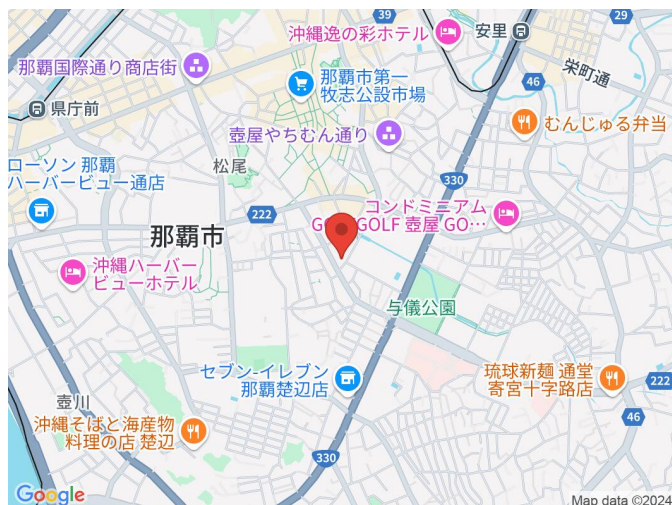 39
29
沖縄逸の彩ホテル
安里
那覇国際通り商店街
栄町通
那覇市第一
牧志公設市場
46
県庁前
むんじゅる弁当
壺屋やちむん通り
松尾
ローソン 那覇
ハーバービュー通店
330
222
コンドミニアム
GOLF 壺屋 GO…
那覇市
沖縄ハーバー
ビューホテル
与儀公園
セブン-イレブン
那覇楚辺店
琉球新麺 通堂
寄宮十字路店
222
壺川
沖縄そばと海産物
料理の店 楚辺
46
330
Google
Map data ©2024